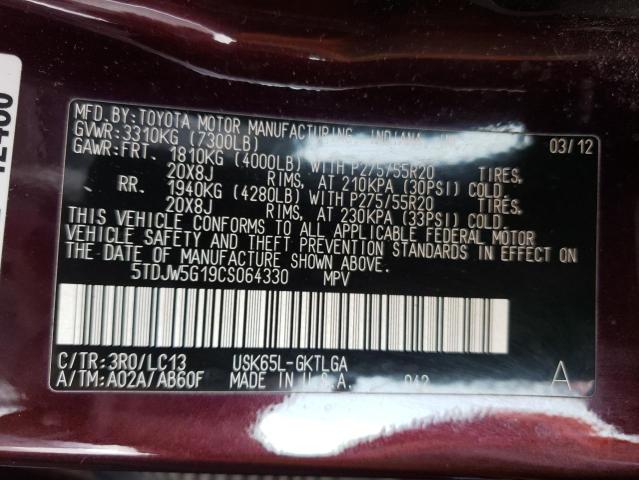 MFD.BY:TOYOTA MOTOR MANUFACTURING, INDIANA, 03/12
GVWR:3310KG (7300LB)
GAWR:FRT. 1810KG (4000LB) WITH P275/55R20 TIRES,
20X8J RIMS, AT 210KPA (30PSI) COLD.
RR. 1940KG (4280LB) WITH P275/55R20 TIRES,
20X8J RIMS, AT 230KPA (33PSI) COLD.
THIS VEHICLE CONFORMS TO ALL APPLICABLE FEDERAL MOTOR
VEHICLE SAFETY AND THEFT PREVENTION STANDARDS IN EFFECT ON
THE DATE OF MANUFACTURE SHOWN ABOVE.
5TDJW5G19CS064330 MPV
C/TR:3R0/LC13 USK65L-GKTLGA
A/TM:A02A/AB60F MADE IN U.S.A. A